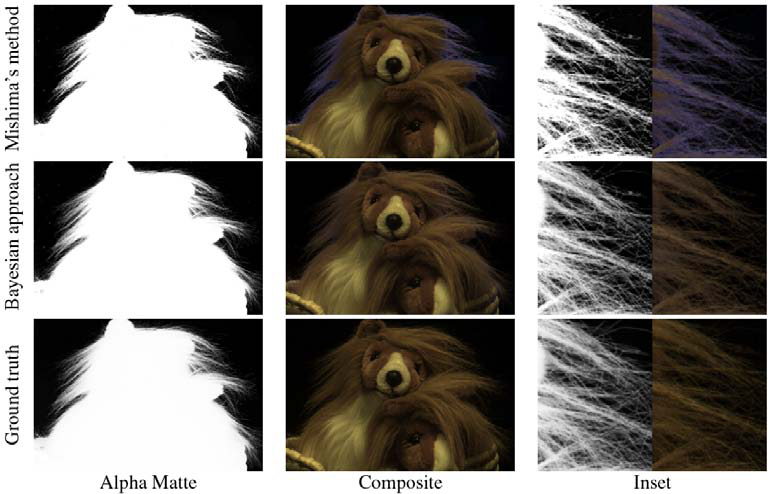 Mishima's method
Bayesian approach
Ground truth
Alpha Matte
Composite
Inset